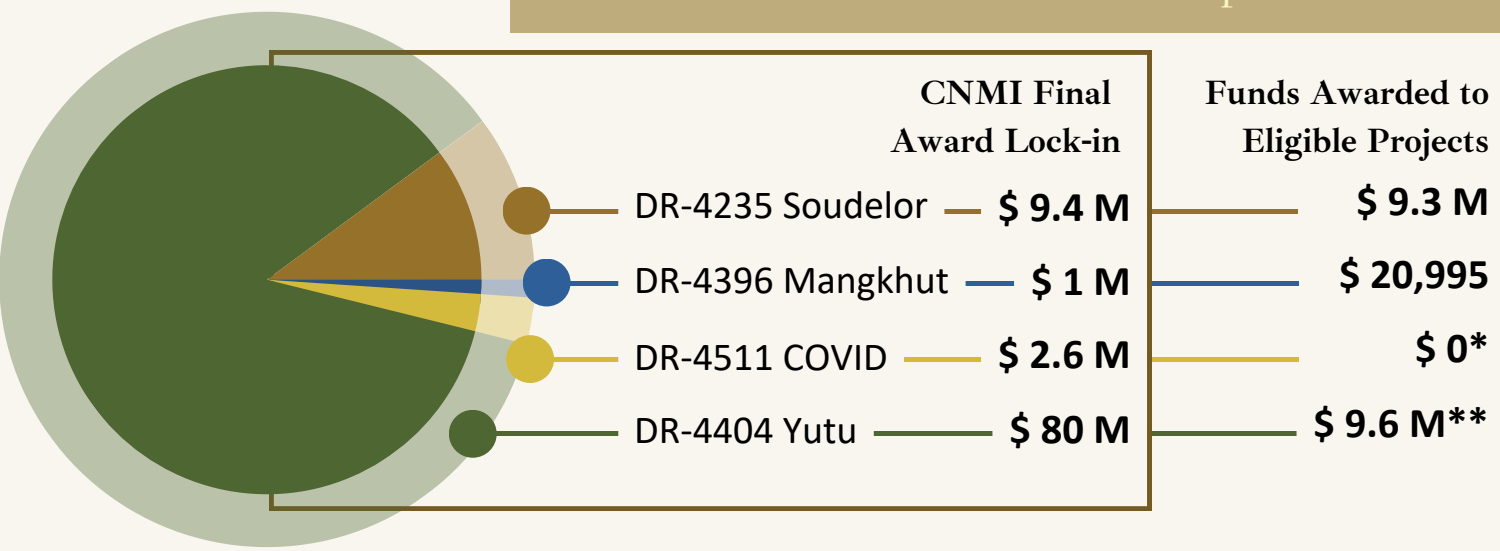 CNMI Final Award Lock-in
Funds Awarded to Eligible Projects
DR-4235 Soudelor $ 9.4 M $ 9.3 M
DR-4396 Mangkhut $ 1 M $ 20,995
DR-4511 COVID $ 2.6 M $ 0*
DR-4404 Yutu $ 80 M $ 9.6 M**